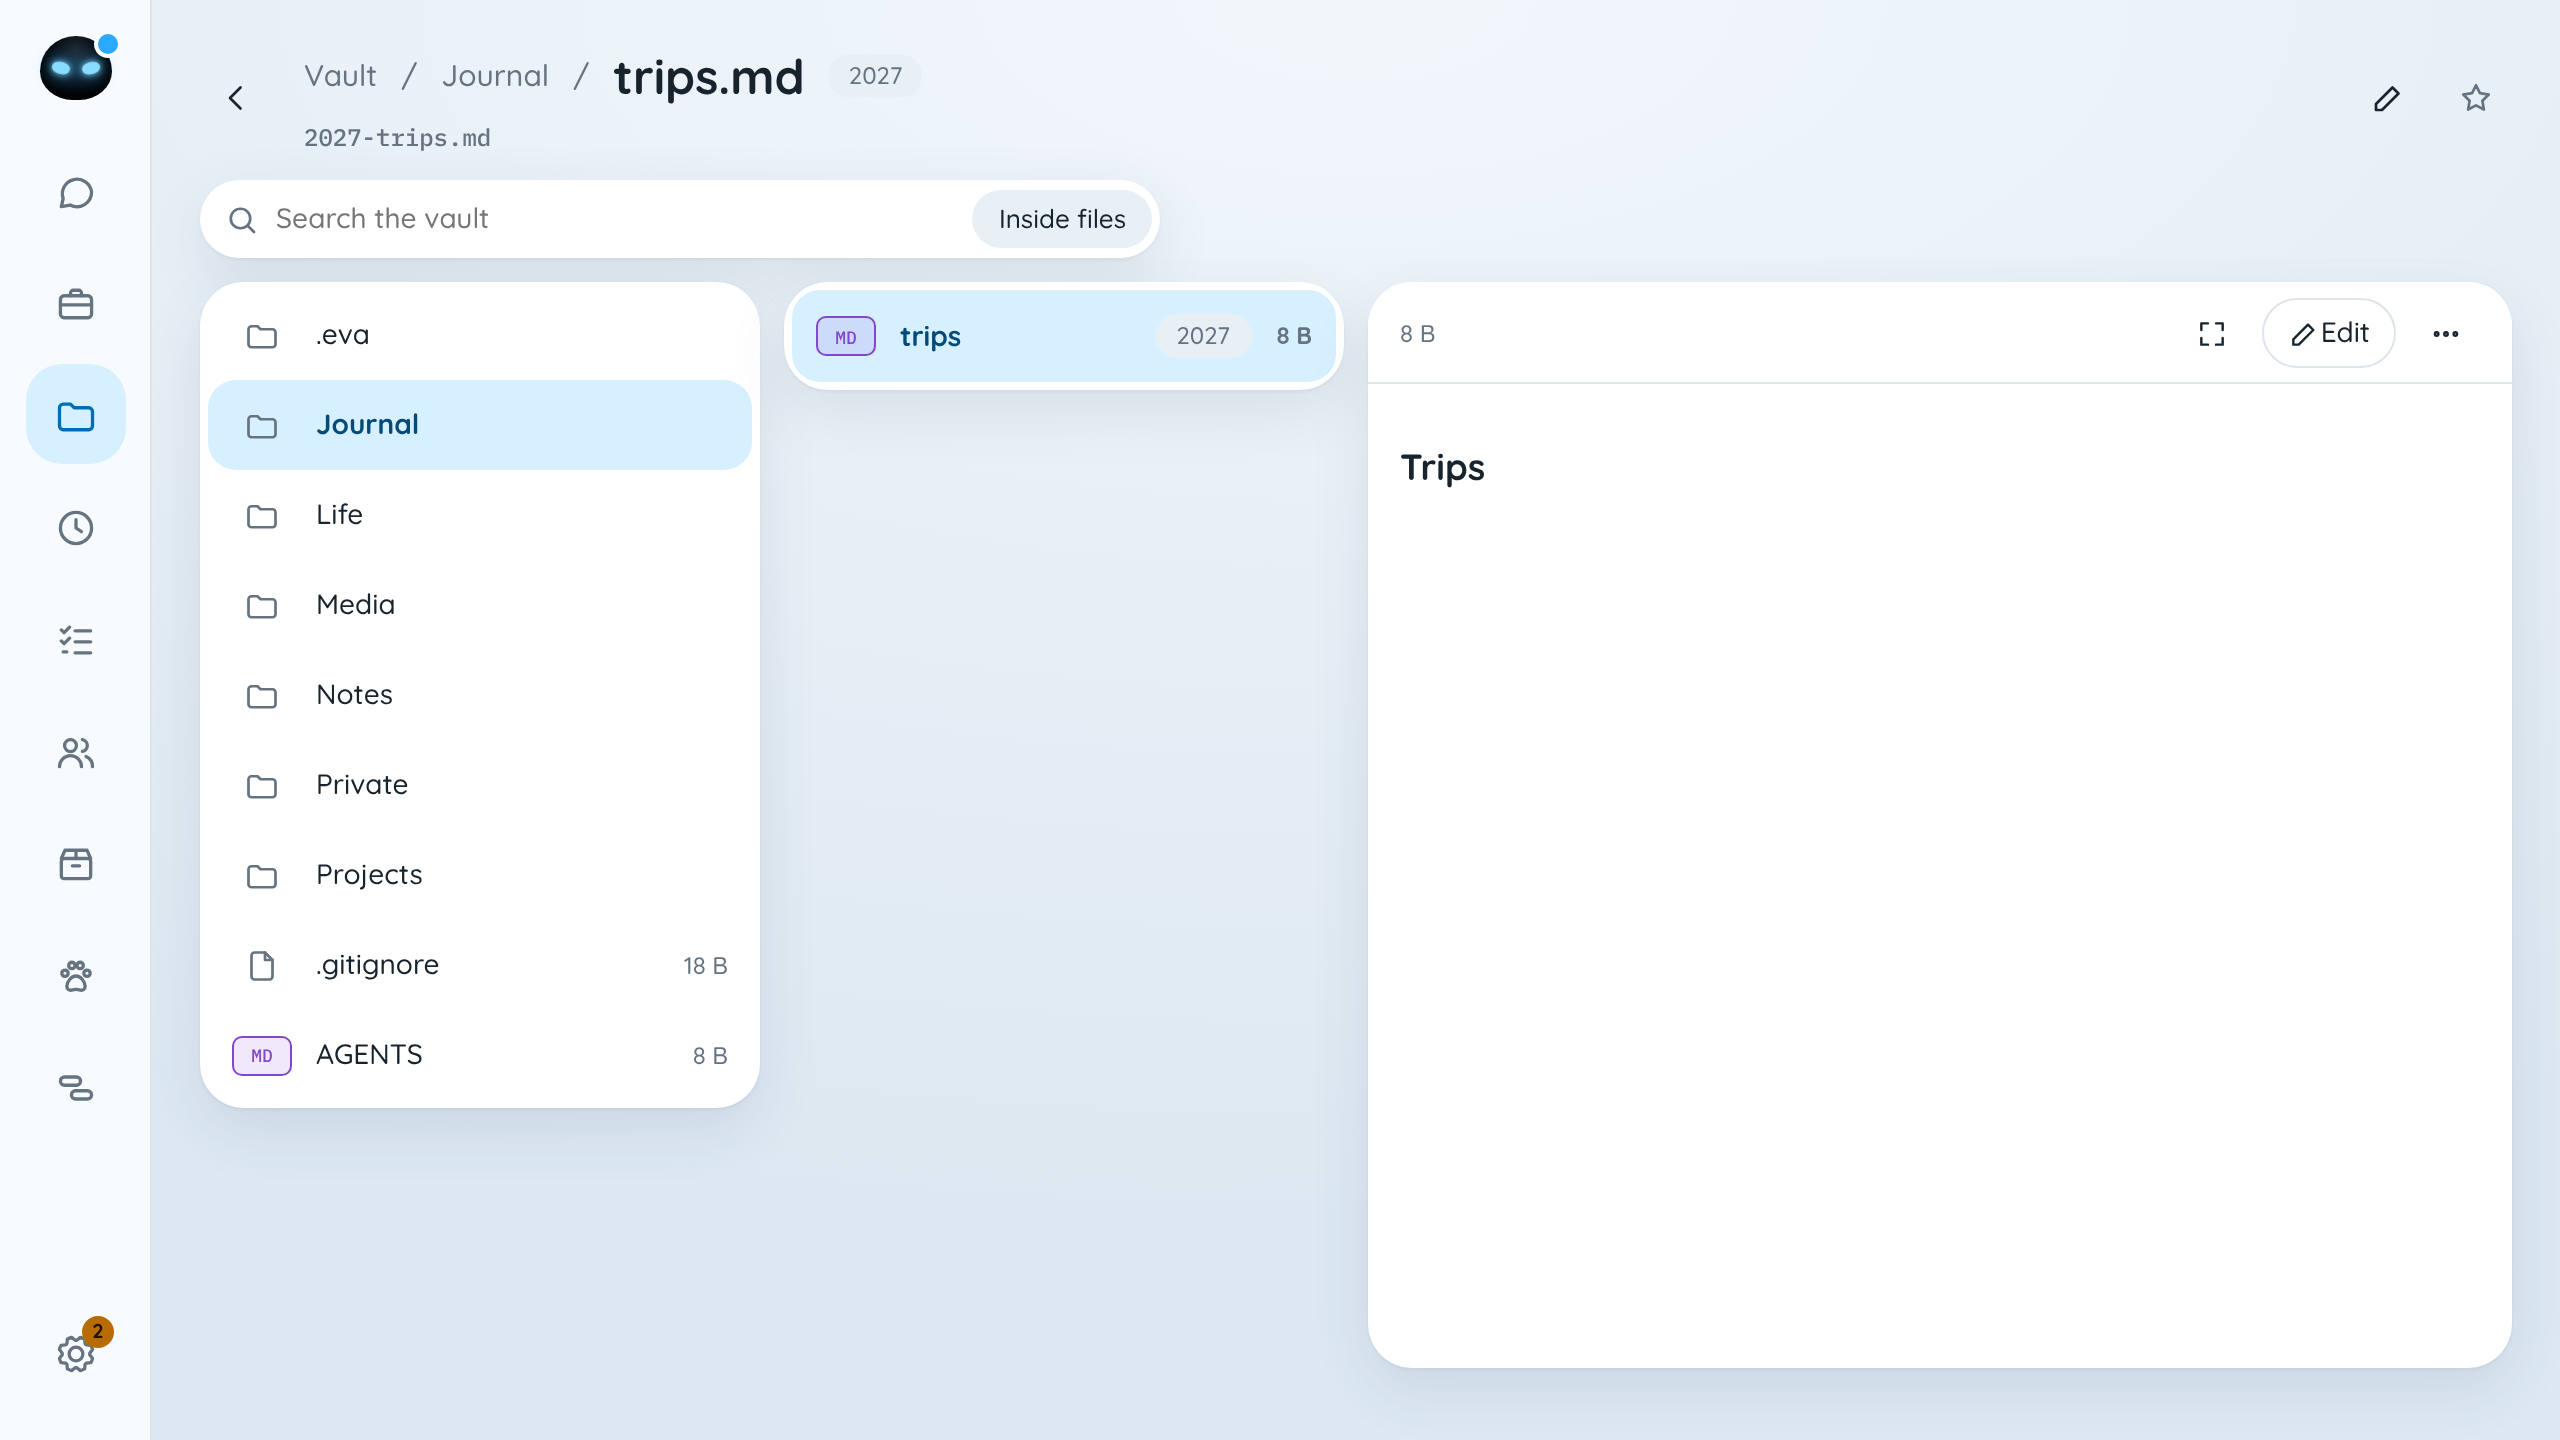 Vault / Journal / trips.md 2027
2027-trips.md
Search the vault
Inside files
.eva
Journal
Life
Media
Notes
Private
Projects
.gitignore 18 B
MD AGENTS 8 B
MD trips 2027 8 B
8 B
Edit
Trips
2